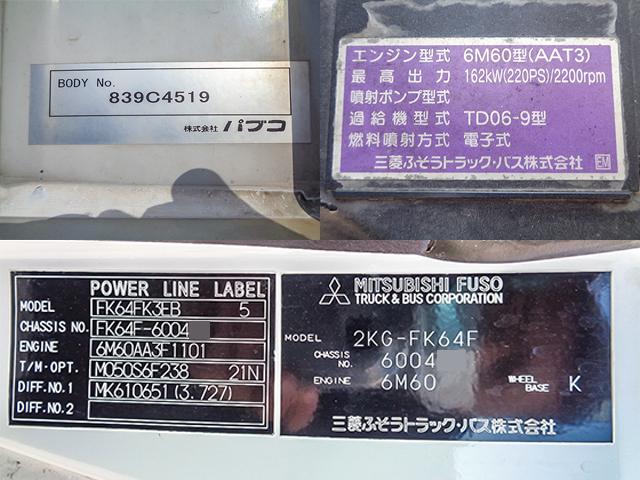 BODY No.
839C4519
株式会社 パブコ
エンジン型式 6M60型(AAT3)
最高出力 162kW(220PS)/2200rpm
噴射ポンプ型式
過給機型式 TD06-9型
燃料噴射方式 電子式
三菱ふそうトラック・バス株式会社 EM
POWER LINE LABEL
MODEL FK64FK3EB 5
CHASSIS NO. FK64F-6004
ENGINE 6M60AA3F1101
T/M・OPT. M050S6F238 21N
DIFF.NO.1 MK610651(3.727)
DIFF.NO.2
MITSUBISHI FUSO
TRUCK & BUS CORPORATION
MODEL 2KG-FK64F
CHASSIS NO. 6004
ENGINE 6M60 WHEEL BASE K
三菱ふそうトラック・バス株式会社